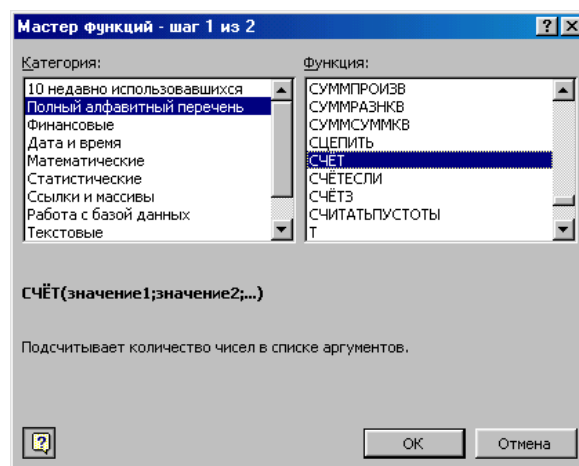 Мастер функций - шаг 1 из 2
Категория:
10 недавно использовавшихся
Полный алфавитный перечень
Финансовые
Дата и время
Математические
Статистические
Ссылки и массивы
Работа с базой данных
Текстовые
Функция:
СУММПРОИЗВ
СУММРАЗНКВ
СУММСУММКВ
СЦЕПИТЬ
СЧЁТ
СЧЁТЕСЛИ
СЧЁТЗ
СЧИТАТЬПУСТОТЫ
Т
СЧЁТ(значение1;значение2;...)
Подсчитывает количество чисел в списке аргументов.
ОК
Отмена